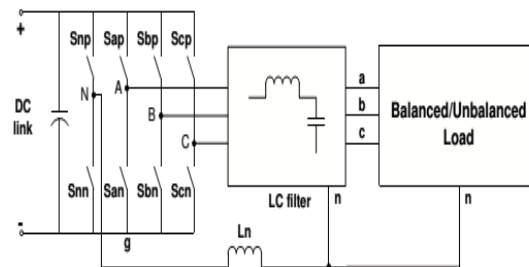 +
Snp Sap Sbp Scp
N
A
B
C
a
b
c
DC
link
Balanced/Unbalanced
Load
Snn San Sbn Scn
LC filter
n
n
-
g
Ln